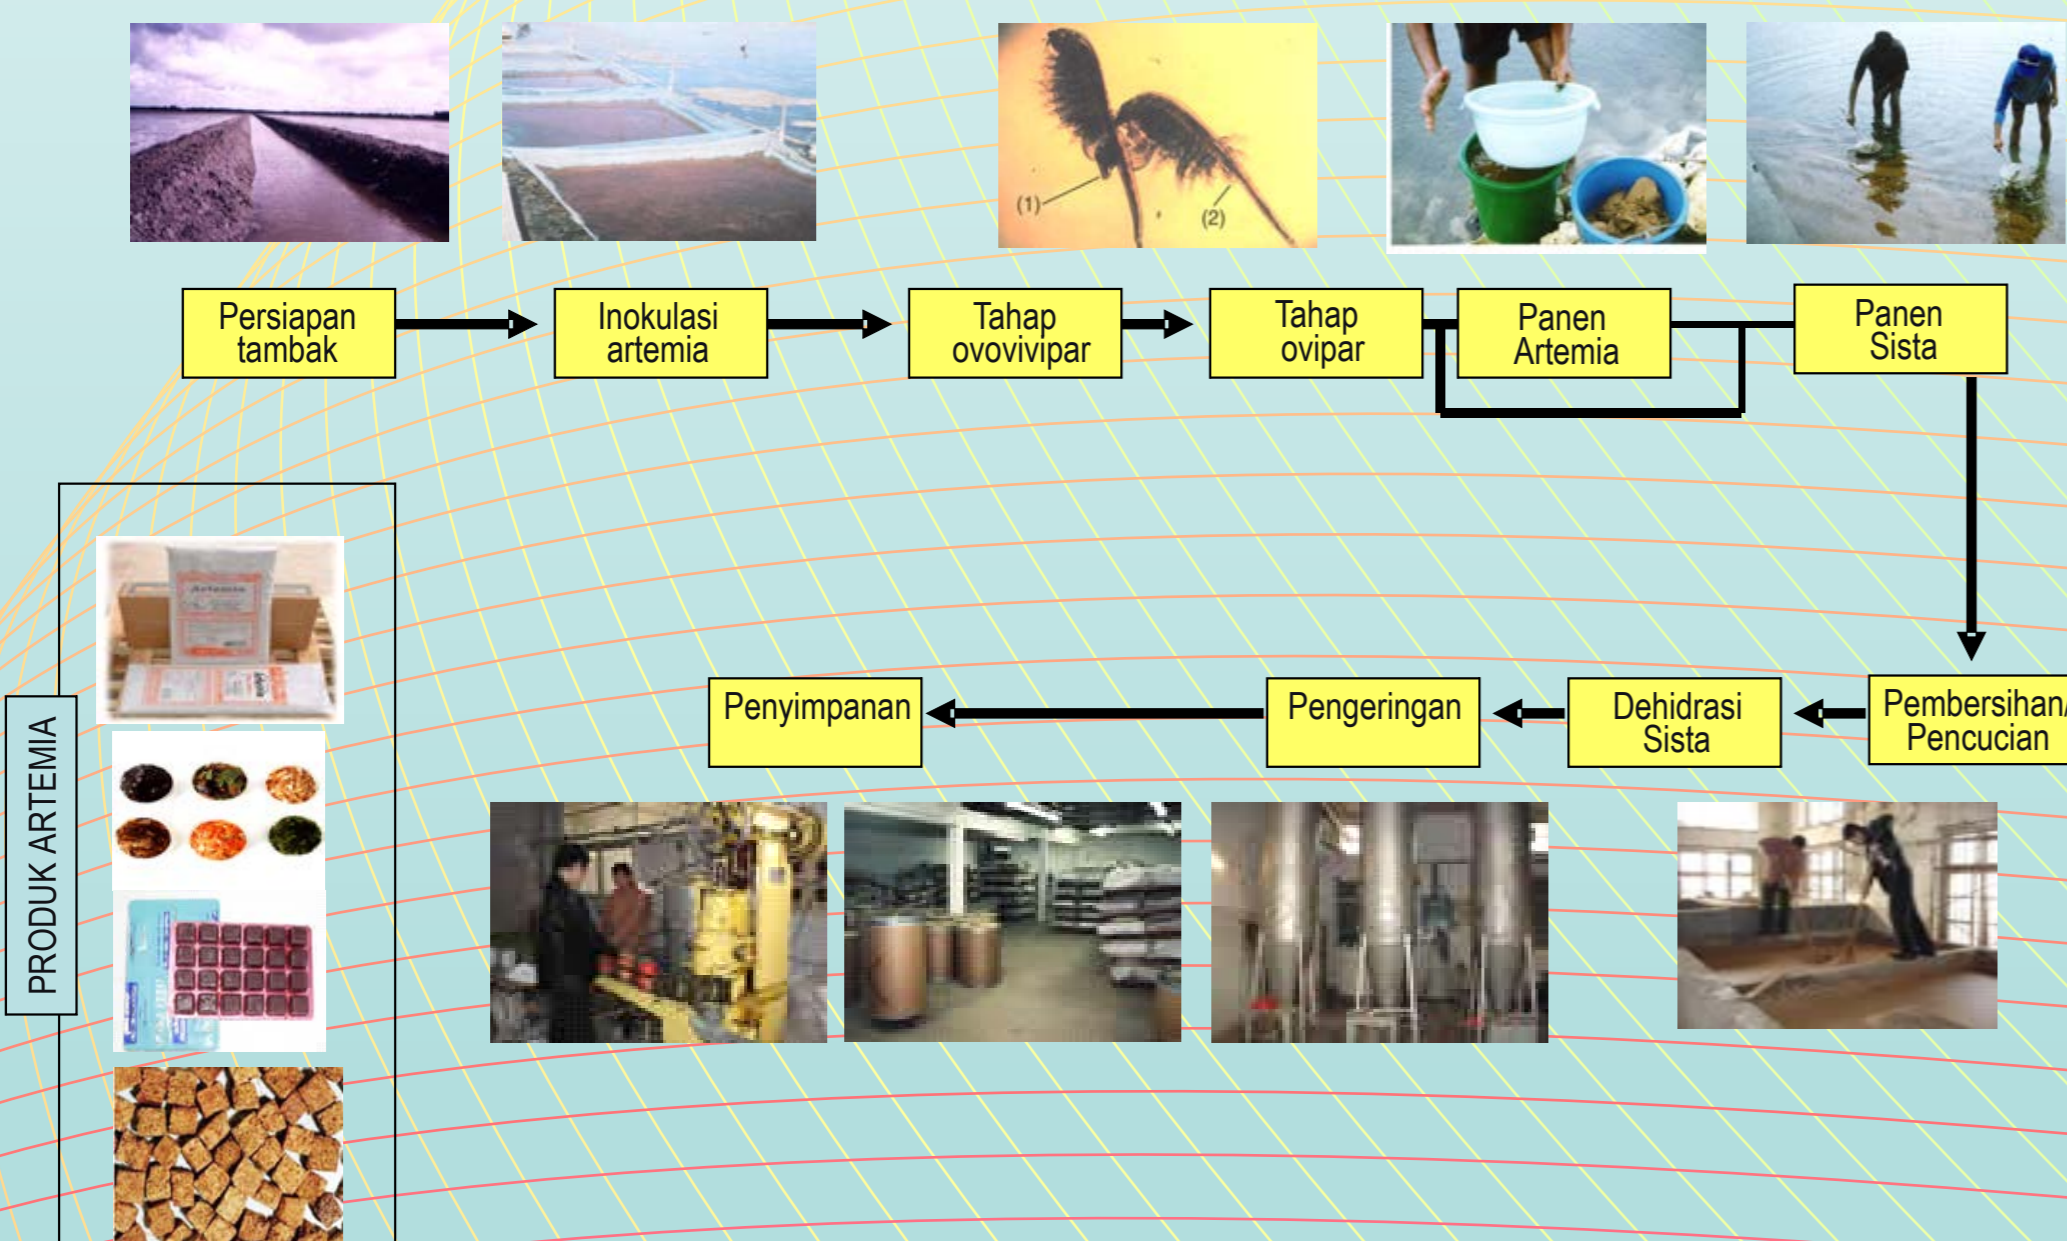 (1)
(2)
Persiapan
tambak
Inokulasi
artemia
Tahap
ovovivipar
Tahap
ovipar
Panen
Artemia
Panen
Sista
Penyimpanan
Pengeringan
Dehidrasi
Sista
Pembersihan/
Pencucian
PRODUK ARTEMIA
Artemia